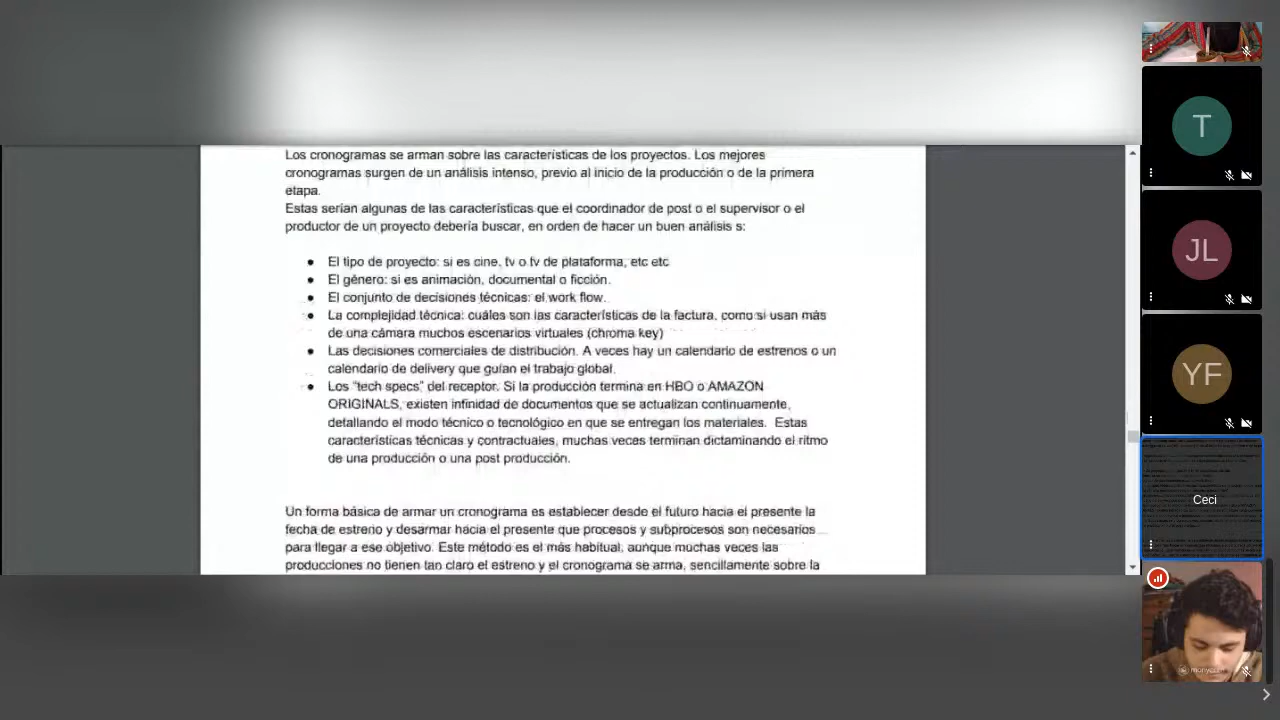 Los cronogramas se arman sobre las características de los proyectos. Los mejores
cronogramas surgen de un análisis intenso, previo al inicio de la producción o de la primera
etapa.
Estas serían algunas de las características que el coordinador de post o el supervisor o el
productor de un proyecto debería buscar, en orden de hacer un buen análisis s:
● El tipo de proyecto: si es cine, tv o tv de plataforma, etc etc
● El género: si es animación, documental o ficción.
● El conjunto de decisiones técnicas: el work flow.
● La complejidad técnica: cuáles son las características de la factura, como si usan más
de una cámara muchos escenarios virtuales (chroma key)
● Las decisiones comerciales de distribución. A veces hay un calendario de estrenos o un
calendario de delivery que guían el trabajo global.
● Los "tech specs" del receptor. Si la producción termina en HBO o AMAZON
ORIGINALS, existen infinidad de documentos que se actualizan continuamente,
detallando el modo técnico o tecnológico en que se entregan los materiales. Estas
características técnicas y contractuales, muchas veces terminan dictaminando el ritmo
de una producción o una post producción.
Un forma básica de armar un cronograma es establecer desde el futuro hacia el presente la
fecha de estreno y desarmar hacia el presente que procesos y subprocesos son necesarios
para llegar a ese objetivo. Este método es el más habitual, aunque muchas veces las
producciones no tienen tan claro el estreno y el cronograma se arma, sencillamente sobre la
T
JL
YF
Ceci